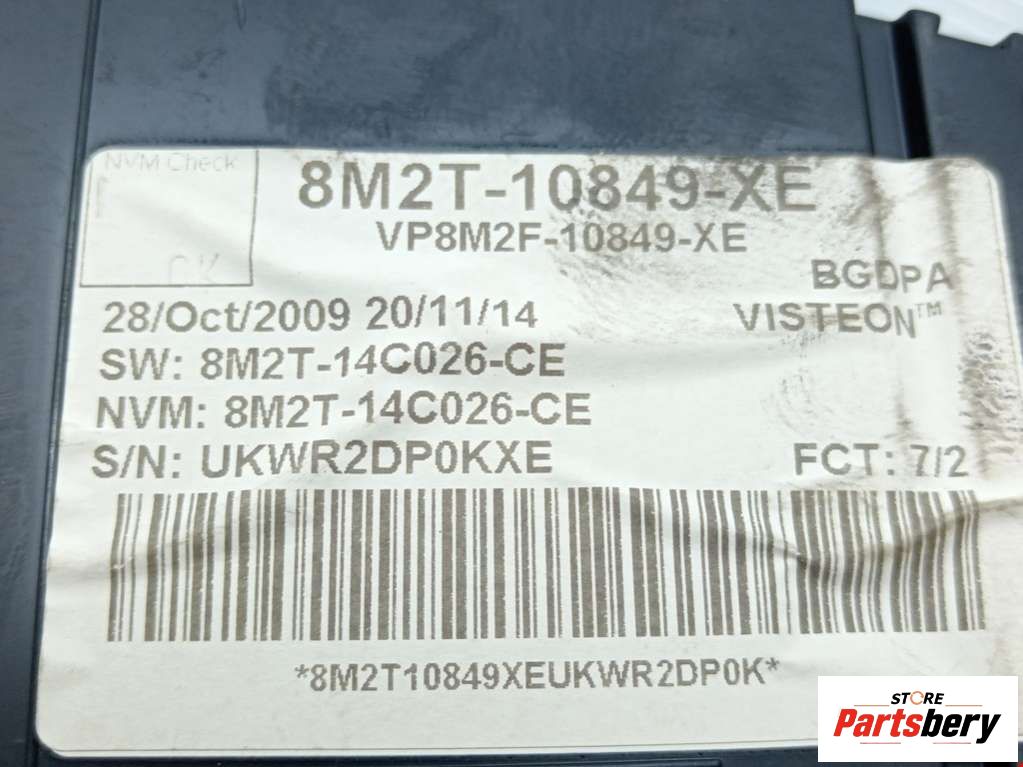 NVM Check
OK
8M2T-10849-XE
VP8M2F-10849-XE
BGDPA
28/Oct/2009 20/11/14
VISTEON™
SW: 8M2T-14C026-CE
NVM: 8M2T-14C026-CE
S/N: UKWR2DP0KXE
FCT: 7/2
*8M2T10849XEUKWR2DP0K*
STORE
Partsbery